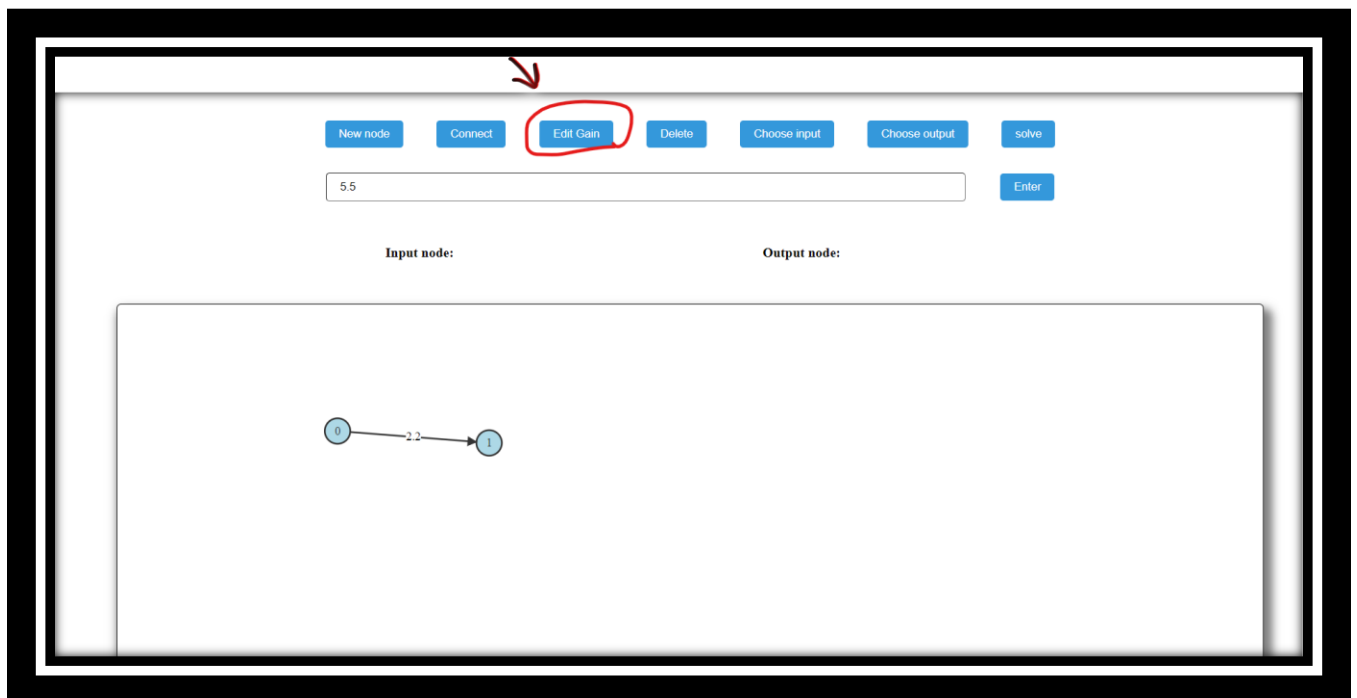 New node Connect Edit Gain Delete Choose input Choose output solve
5.5 Enter
Input node: Output node:
0 2.2 1